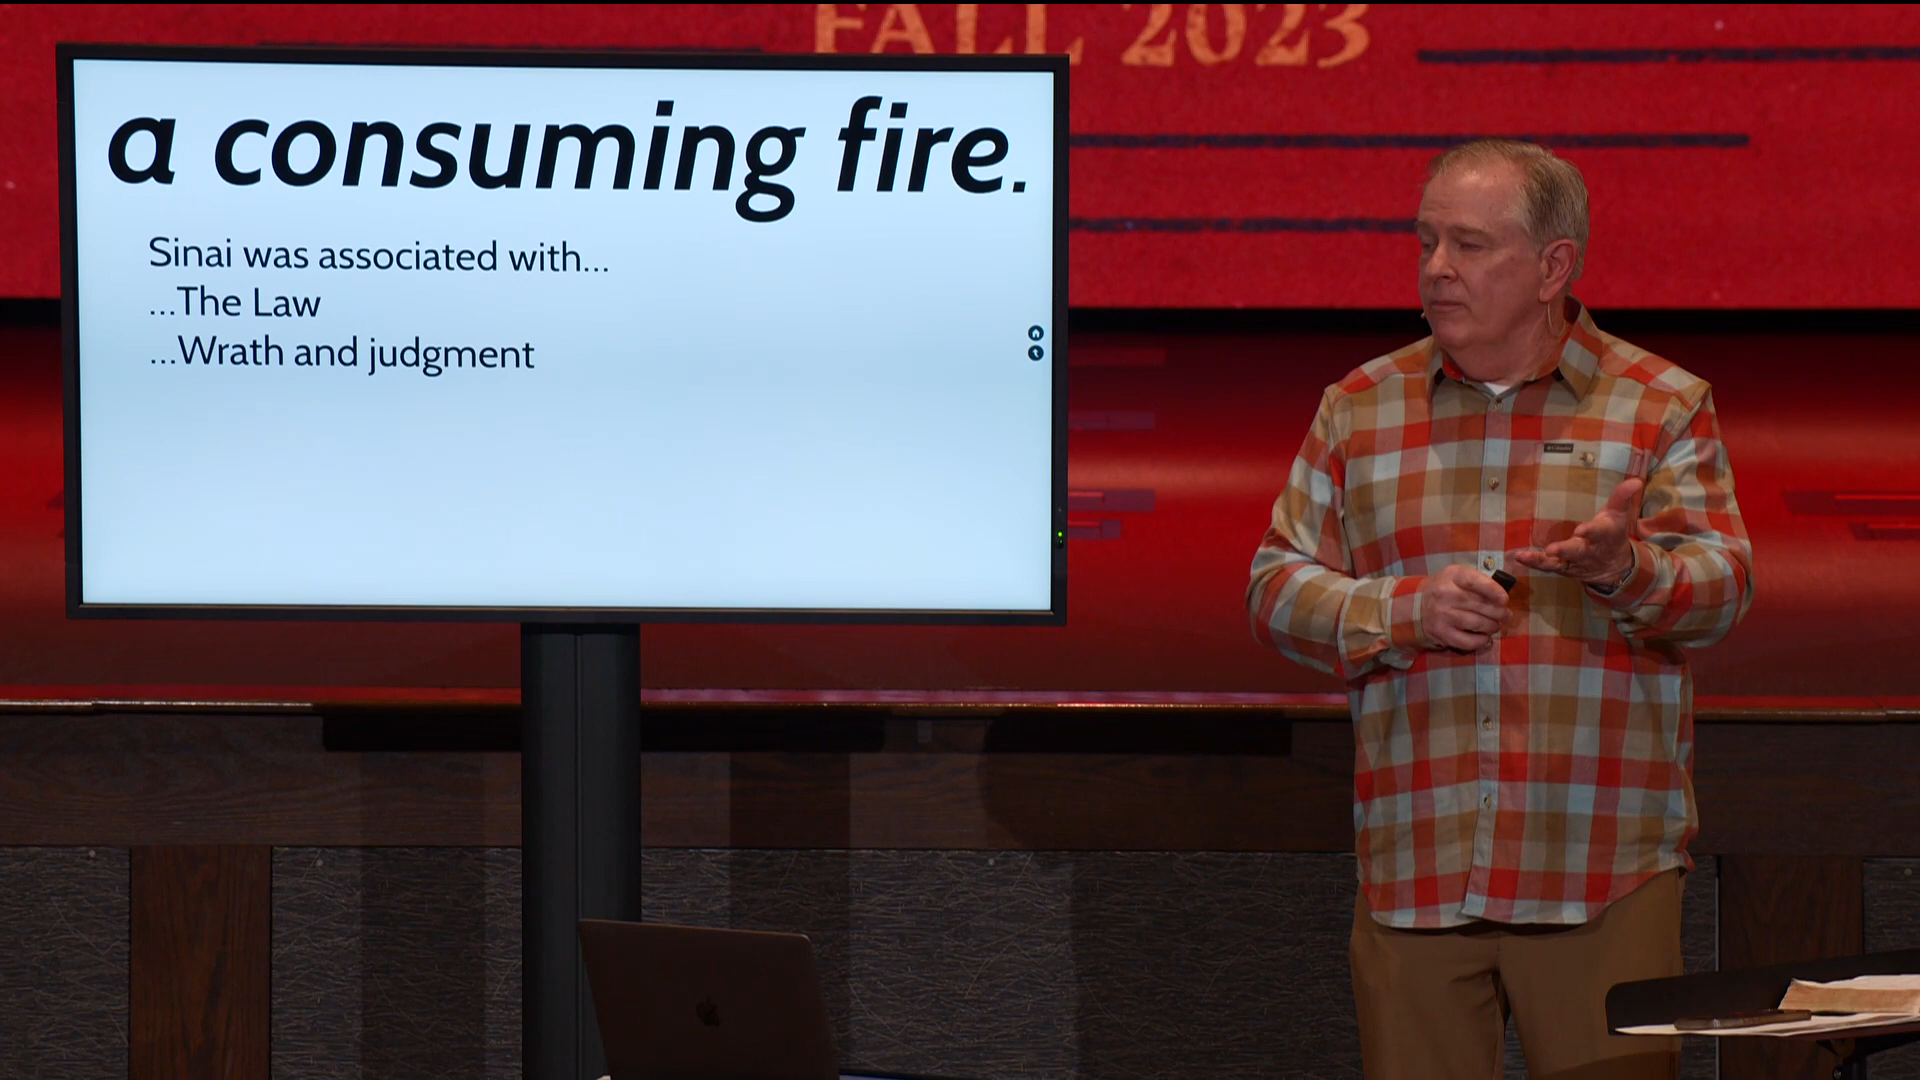 FALL 2023
a consuming fire.
Sinai was associated with...
...The Law
...Wrath and judgment